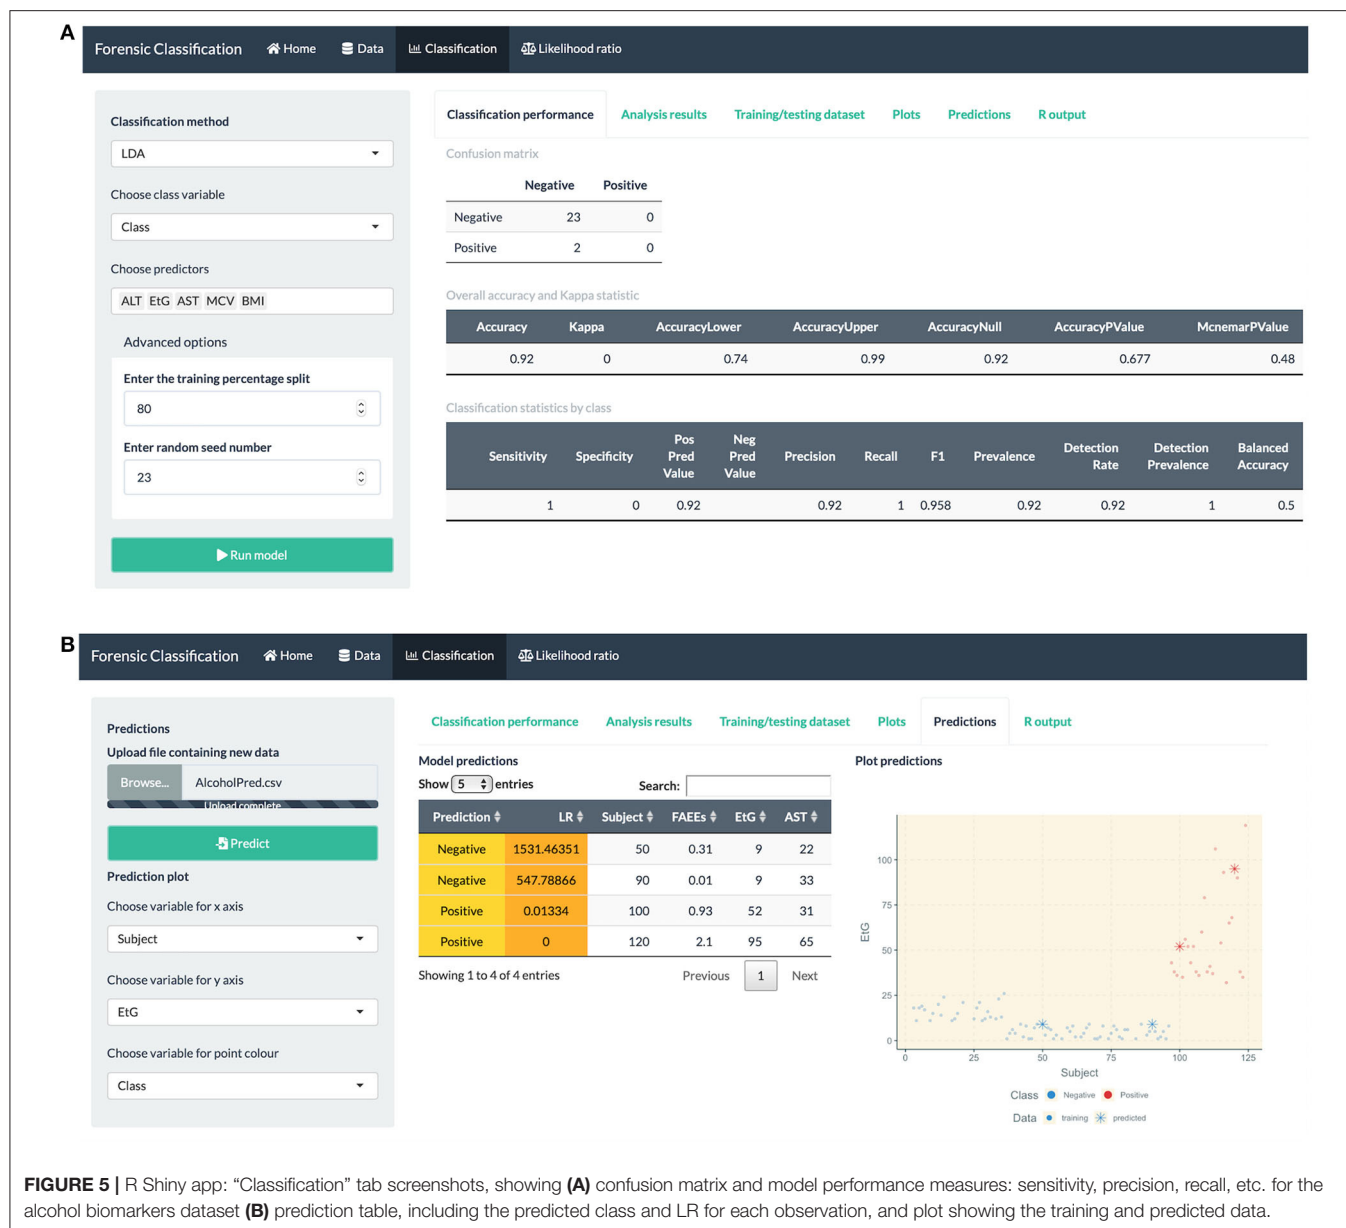 A
Forensic Classification Home Data Classification Likelihood ratio
Classification method
LDA
Choose class variable
Class
Choose predictors
ALT EtG AST MCV BMI
Advanced options
Enter the training percentage split
80
Enter random seed number
23
Run model
Classification performance Analysis results Training/testing dataset Plots Predictions R output
Confusion matrix
Negative Positive
Negative 23 0
Positive 2 0
Overall accuracy and Kappa statistic
Accuracy Kappa AccuracyLower AccuracyUpper AccuracyNull AccuracyPValue McnemarPValue
0.92 0 0.74 0.99 0.92 0.677 0.48
Classification statistics by class
Sensitivity Specificity Pos Pred Value Neg Pred Value Precision Recall F1 Prevalence Detection Rate Detection Prevalence Balanced Accuracy
1 0 0.92 0.92 1 0.958 0.92 0.92 1 0.5
B
Forensic Classification Home Data Classification Likelihood ratio
Predictions
Upload file containing new data
Browse... AlcoholPred.csv
Upload complete
Predict
Prediction plot
Choose variable for x axis
Subject
Choose variable for y axis
EtG
Choose variable for point colour
Class
Classification performance Analysis results Training/testing dataset Plots Predictions R output
Model predictions
Show 5 entries Search:
Prediction LR Subject FAEEs EtG AST
Negative 1531.46351 50 0.31 9 22
Negative 547.78866 90 0.01 9 33
Positive 0.01334 100 0.93 52 31
Positive 0 120 2.1 95 65
Showing 1 to 4 of 4 entries Previous 1 Next
Plot predictions
100
75
50
25
0
EtG
0 25 50 75 100 125
Subject
Class Negative Positive
Data training predicted
FIGURE 5 | R Shiny app: “Classification” tab screenshots, showing (A) confusion matrix and model performance measures: sensitivity, precision, recall, etc. for the
alcohol biomarkers dataset (B) prediction table, including the predicted class and LR for each observation, and plot showing the training and predicted data.